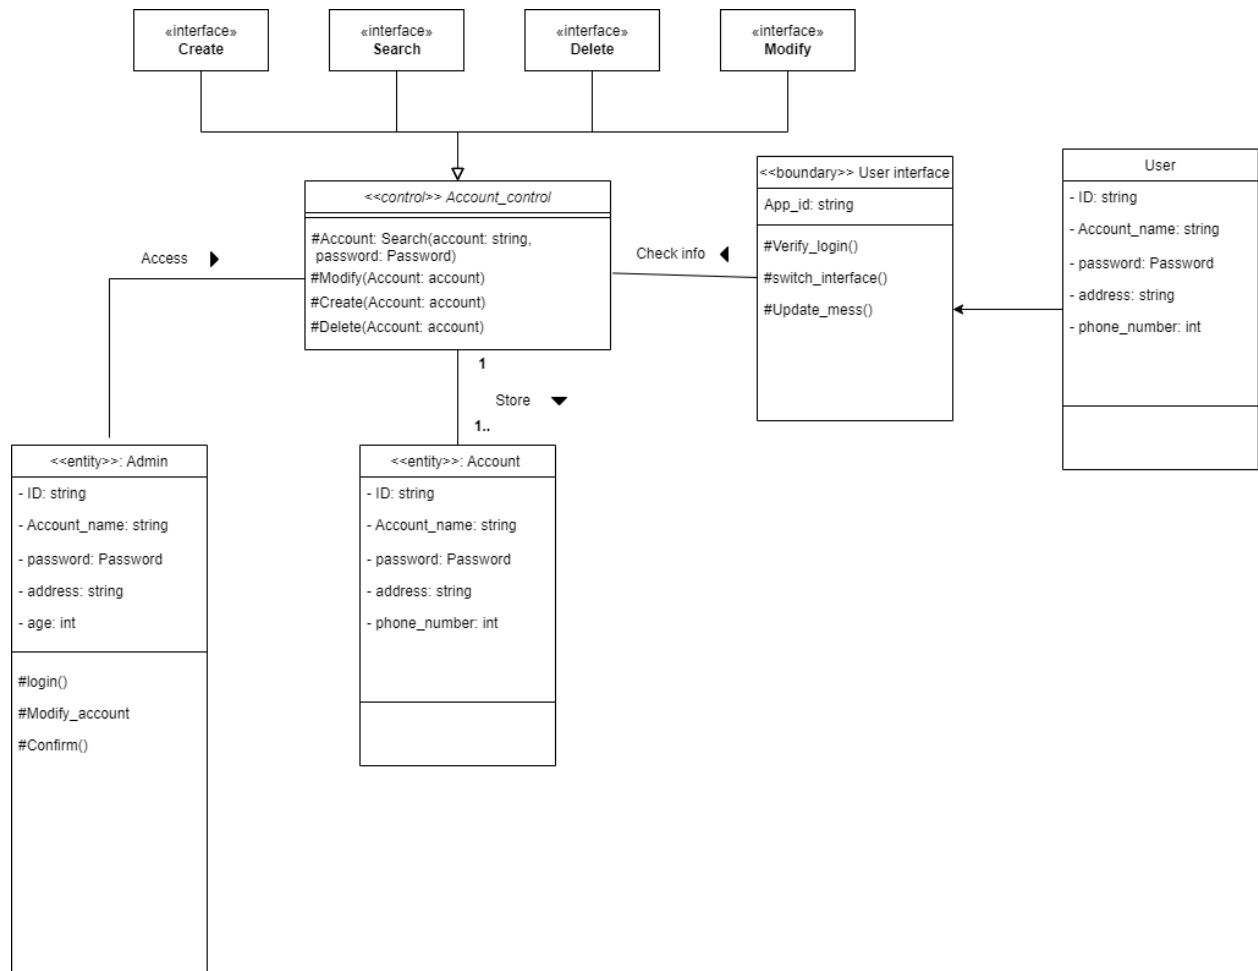 «interface»
Create
«interface»
Search
«interface»
Delete
«interface»
Modify
<<control>> Account_control
#Account: Search(account: string,
password: Password)
#Modify(Account: account)
#Create(Account: account)
#Delete(Account: account)
<<boundary>> User interface
App_id: string
#Verify_login()
#switch_interface()
#Update_mess()
User
- ID: string
- Account_name: string
- password: Password
- address: string
- phone_number: int
Access
Check info
1
Store
1..
<<entity>>: Admin
- ID: string
- Account_name: string
- password: Password
- address: string
- age: int
#login()
#Modify_account
#Confirm()
<<entity>>: Account
- ID: string
- Account_name: string
- password: Password
- address: string
- phone_number: int